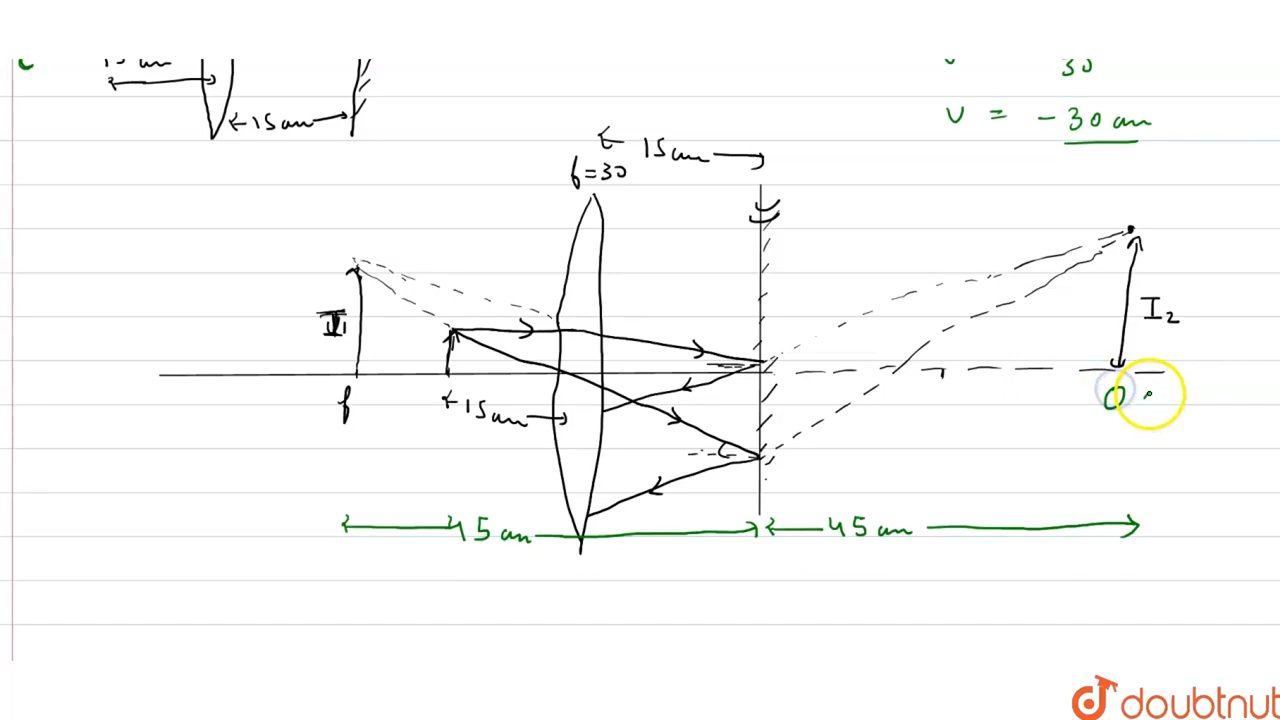 15 cm
30
← 15 cm →
v = -30 cm
← 15 cm →
f = 30
I1
I2
f
← 15 cm →
O
45 cm
45 cm
doubtnut